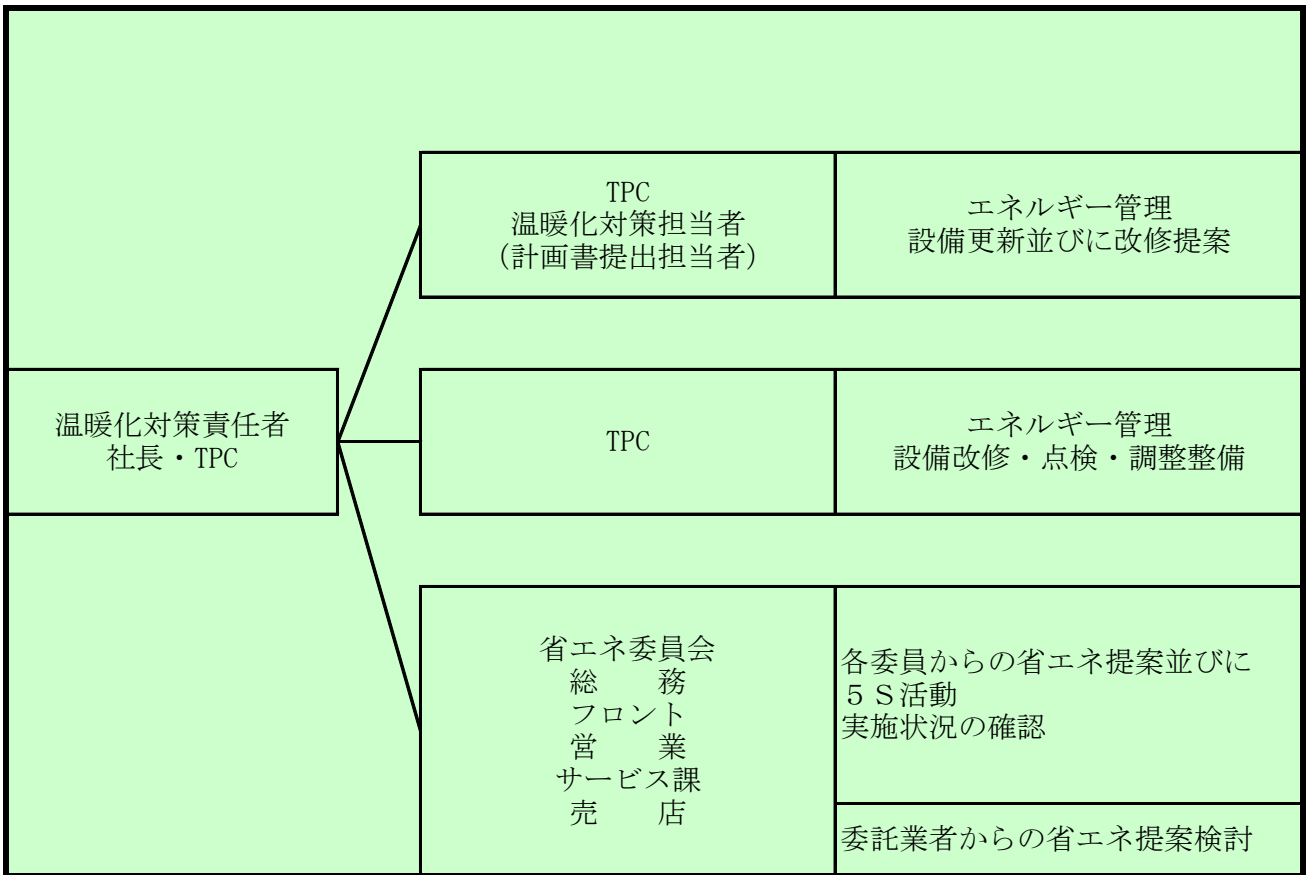 TPC
温暖化対策担当者
(計画書提出担当者)
エネルギー管理
設備更新並びに改修提案
温暖化対策責任者
社長・TPC
TPC
エネルギー管理
設備改修・点検・調整整備
省エネ委員会
総　　務
フロント
営　　業
サービス課
売　　店
各委員からの省エネ提案並びに
５Ｓ活動
実施状況の確認
委託業者からの省エネ提案検討